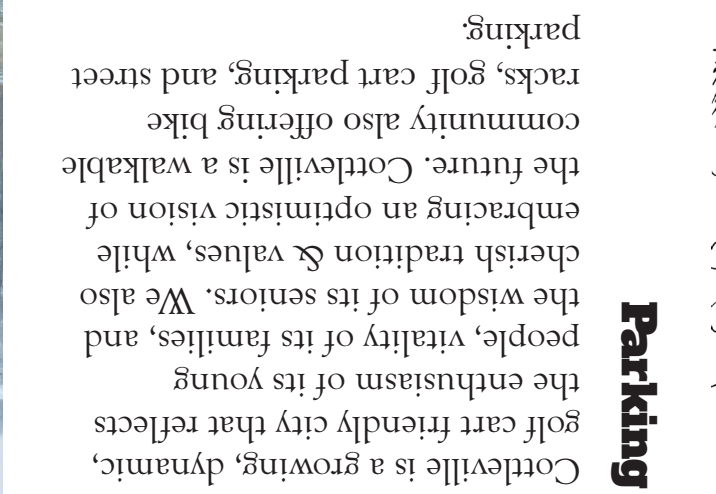 Parking
Cottleville is a growing, dynamic,
golf cart friendly city that reflects
the enthusiasm of its young
people, vitality of its families, and
the wisdom of its seniors. We also
cherish tradition & values, while
embracing an optimistic vision of
the future. Cottleville is a walkable
community also offering bike
racks, golf cart parking, and street
parking.